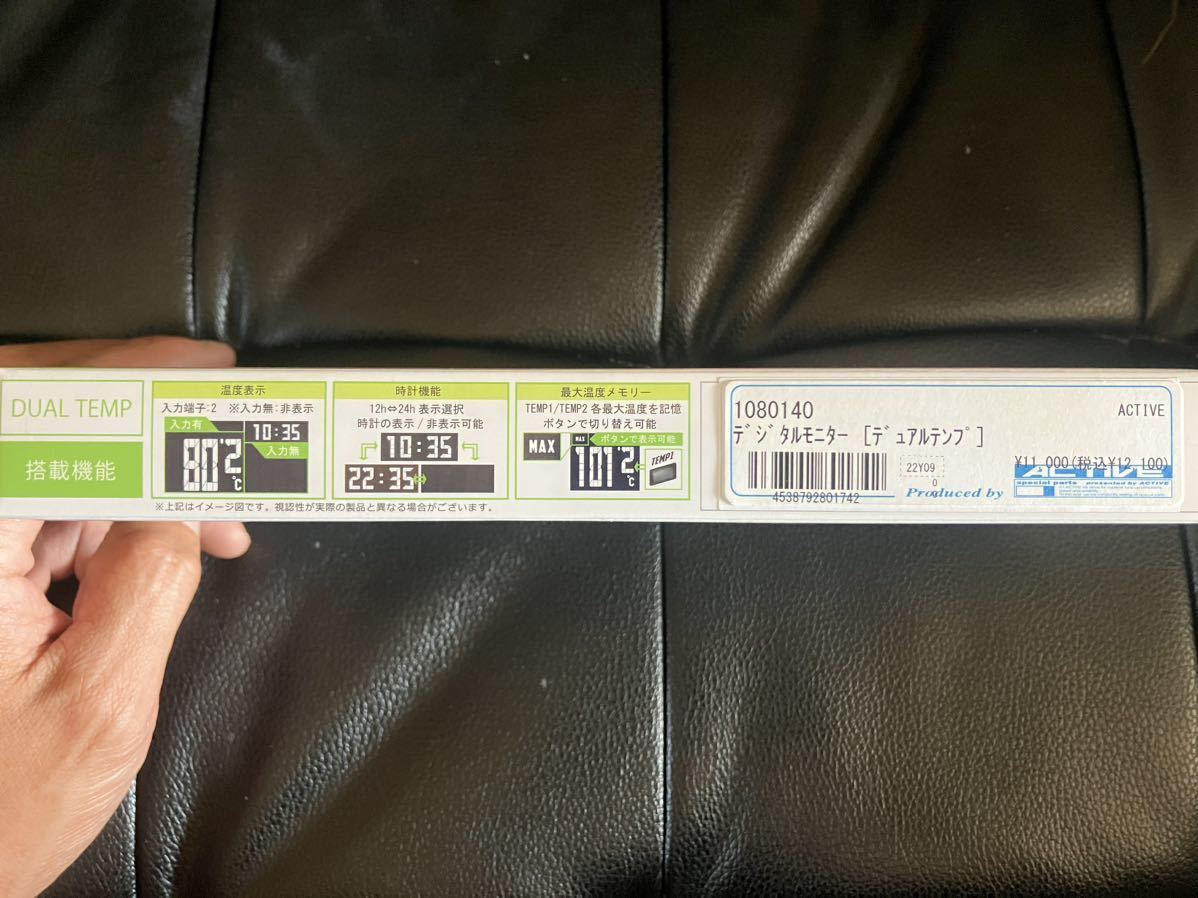 DUAL TEMP
搭載機能
温度表示
入力端子:2 ※入力無:非表示
入力有
10:35
入力無
80.2
℃
時計機能
12h⇔24h 表示選択
時計の表示/非表示可能
10:35
22:35
最大温度メモリー
TEMP1/TEMP2 各最大温度を記憶
ボタンで切り替え可能
MAX
MAX
ボタンで表示可能
101.2
℃
TEMP1
※上記はイメージ図です。視認性が実際の製品と異なる場合がございます。
1080140
ACTIVE
ﾃﾞｼﾞﾀﾙモニター [ﾃﾞｭｱﾙﾃﾝﾌﾟ]
¥11,000(税込¥12,100)
22Y09
0
4538792801742
Produced by
ACTIVE
special parts presented by ACTIVE